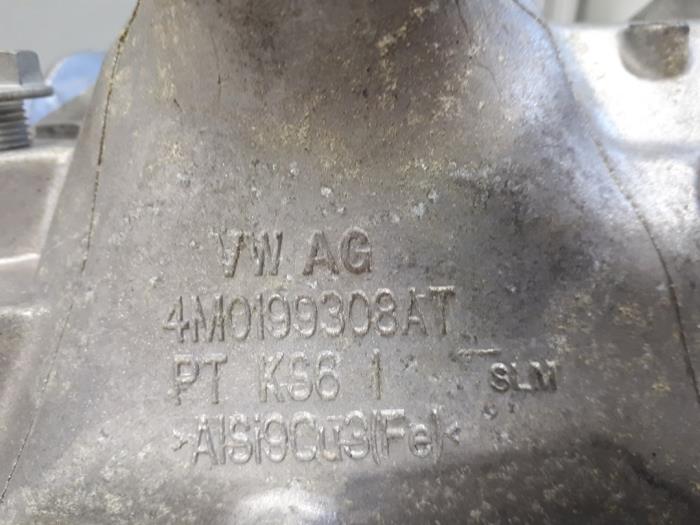 VW AG
4M0199308AT
PT KS6 1 SLM
>AlSi9Cu3(Fe)<